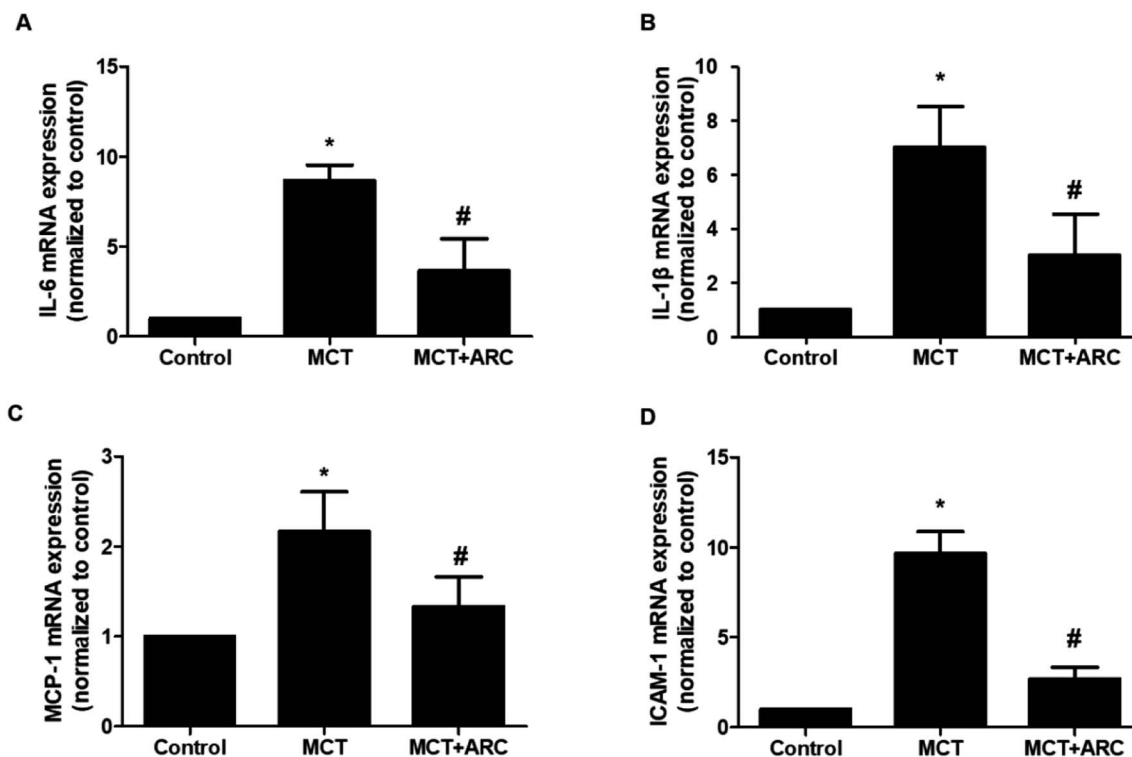 A
IL-6 mRNA expression
(normalized to control)
15
10
5
0
*
#
Control MCT MCT+ARC
B
IL-1β mRNA expression
(normalized to control)
10
8
6
4
2
0
*
#
Control MCT MCT+ARC
C
MCP-1 mRNA expression
(normalized to control)
3
2
1
0
*
#
Control MCT MCT+ARC
D
ICAM-1 mRNA expression
(normalized to control)
15
10
5
0
*
#
Control MCT MCT+ARC